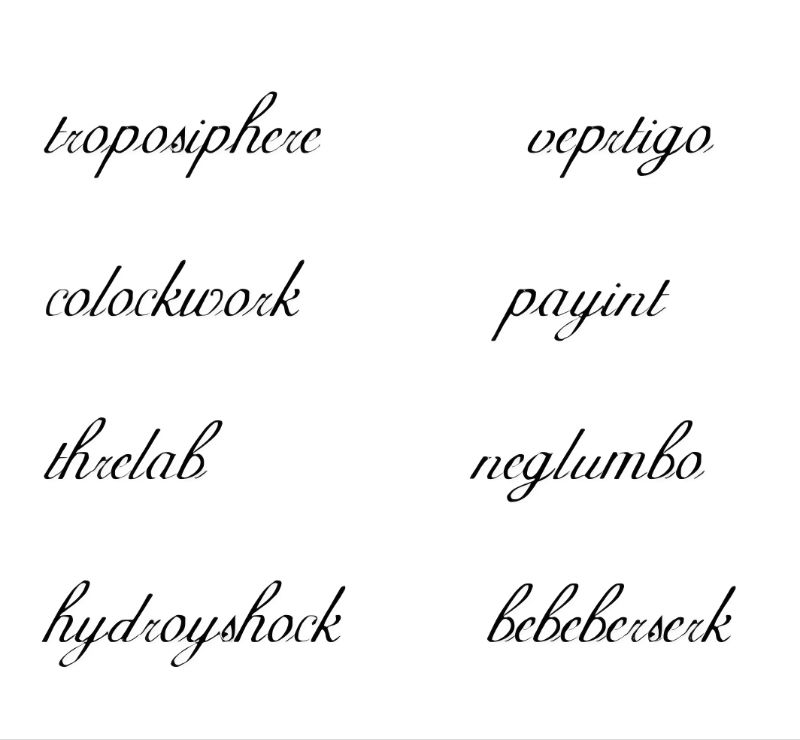 troposiphere veprtigo
colockwork payint
threlab neglumbo
hydroyshock bebeberserk